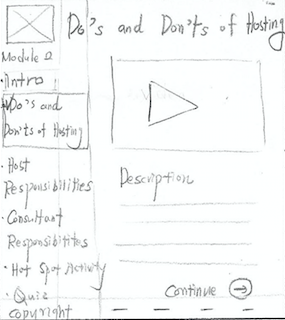 Do's and Don'ts of Hosting
Module 2
· Intro
· Do's and
Don'ts of Hosting
· Host
Responsibilities
· Consultant
Responsibilities
· Hot Spot Activity
· Quiz
copyright
Description
Continue